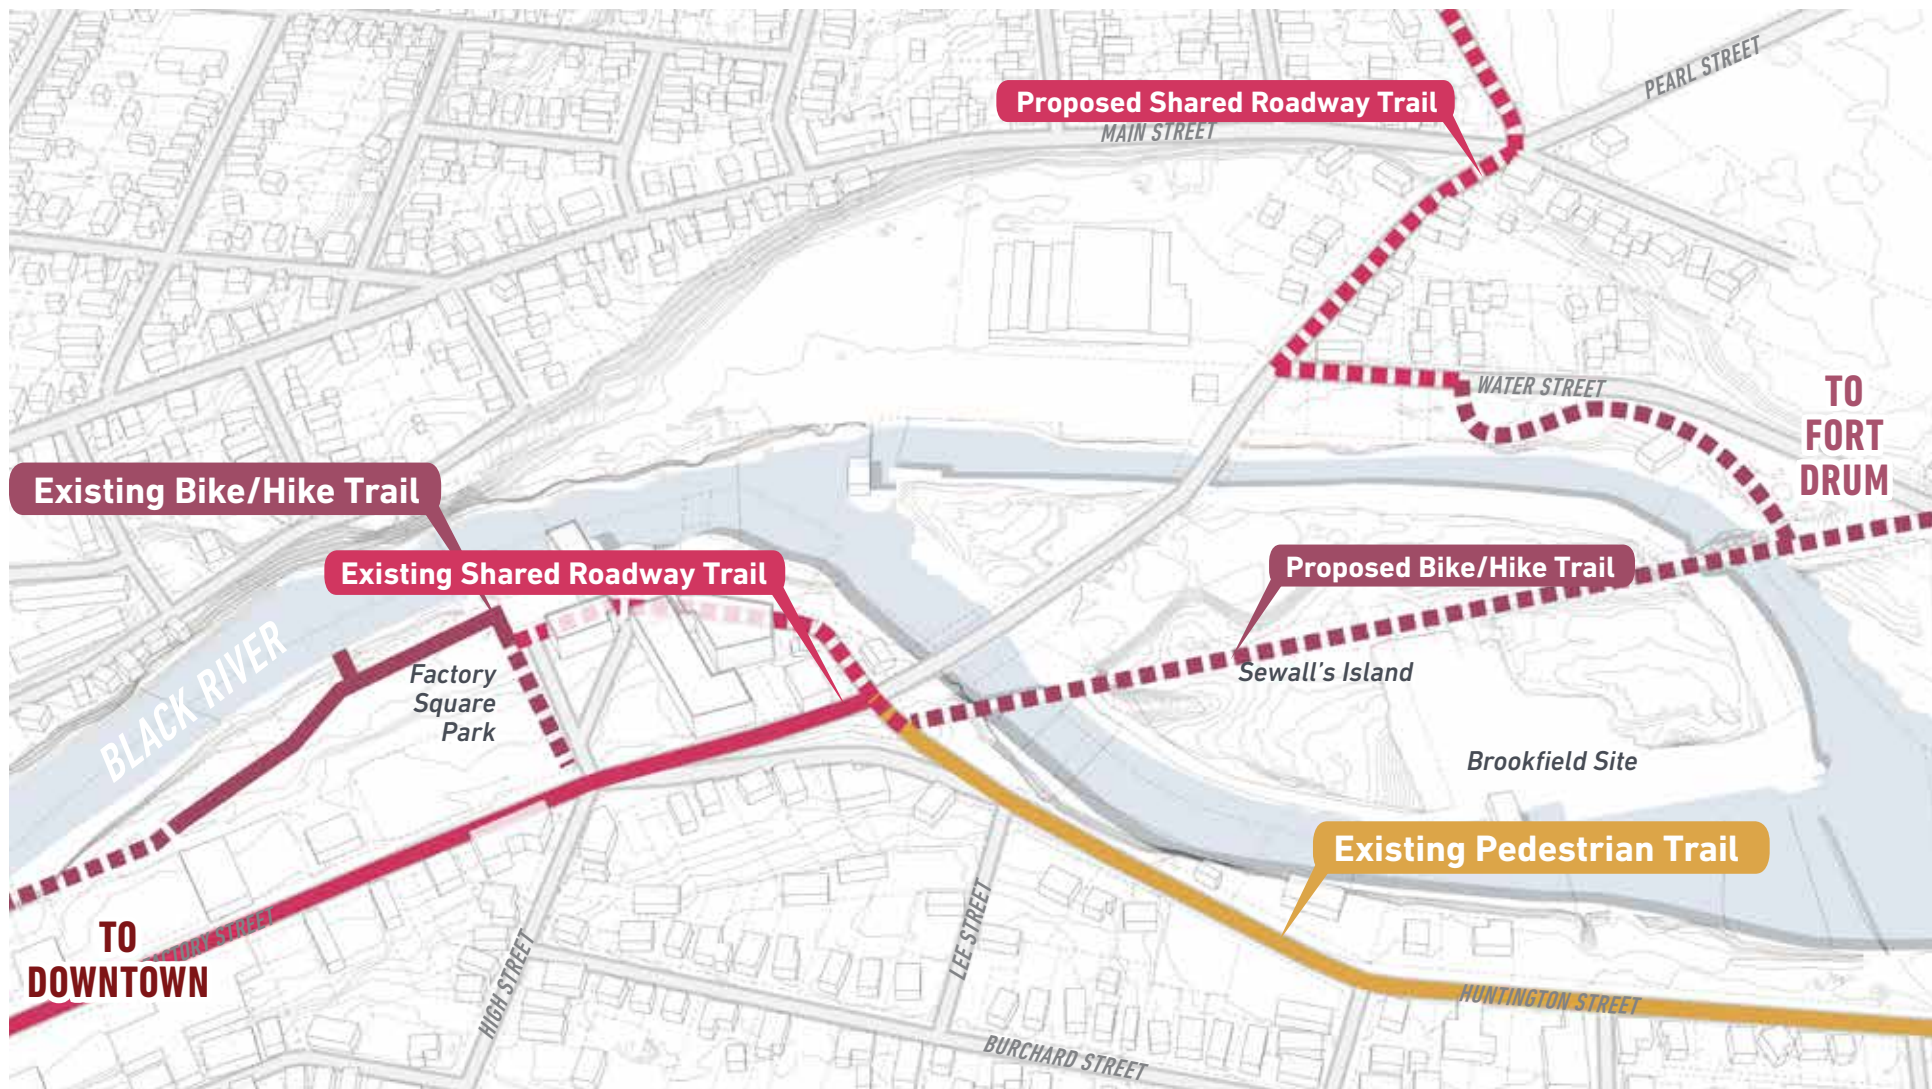 PEARL STREET
Proposed Shared Roadway Trail
MAIN STREET
WATER STREET
TO
FORT
DRUM
Existing Bike/Hike Trail
Existing Shared Roadway Trail
Proposed Bike/Hike Trail
BLACK RIVER
Factory
Square
Park
Sewall's Island
Brookfield Site
Existing Pedestrian Trail
FACTORY STREET
TO
DOWNTOWN
HIGH STREET
LEE STREET
HUNTINGTON STREET
BURCHARD STREET